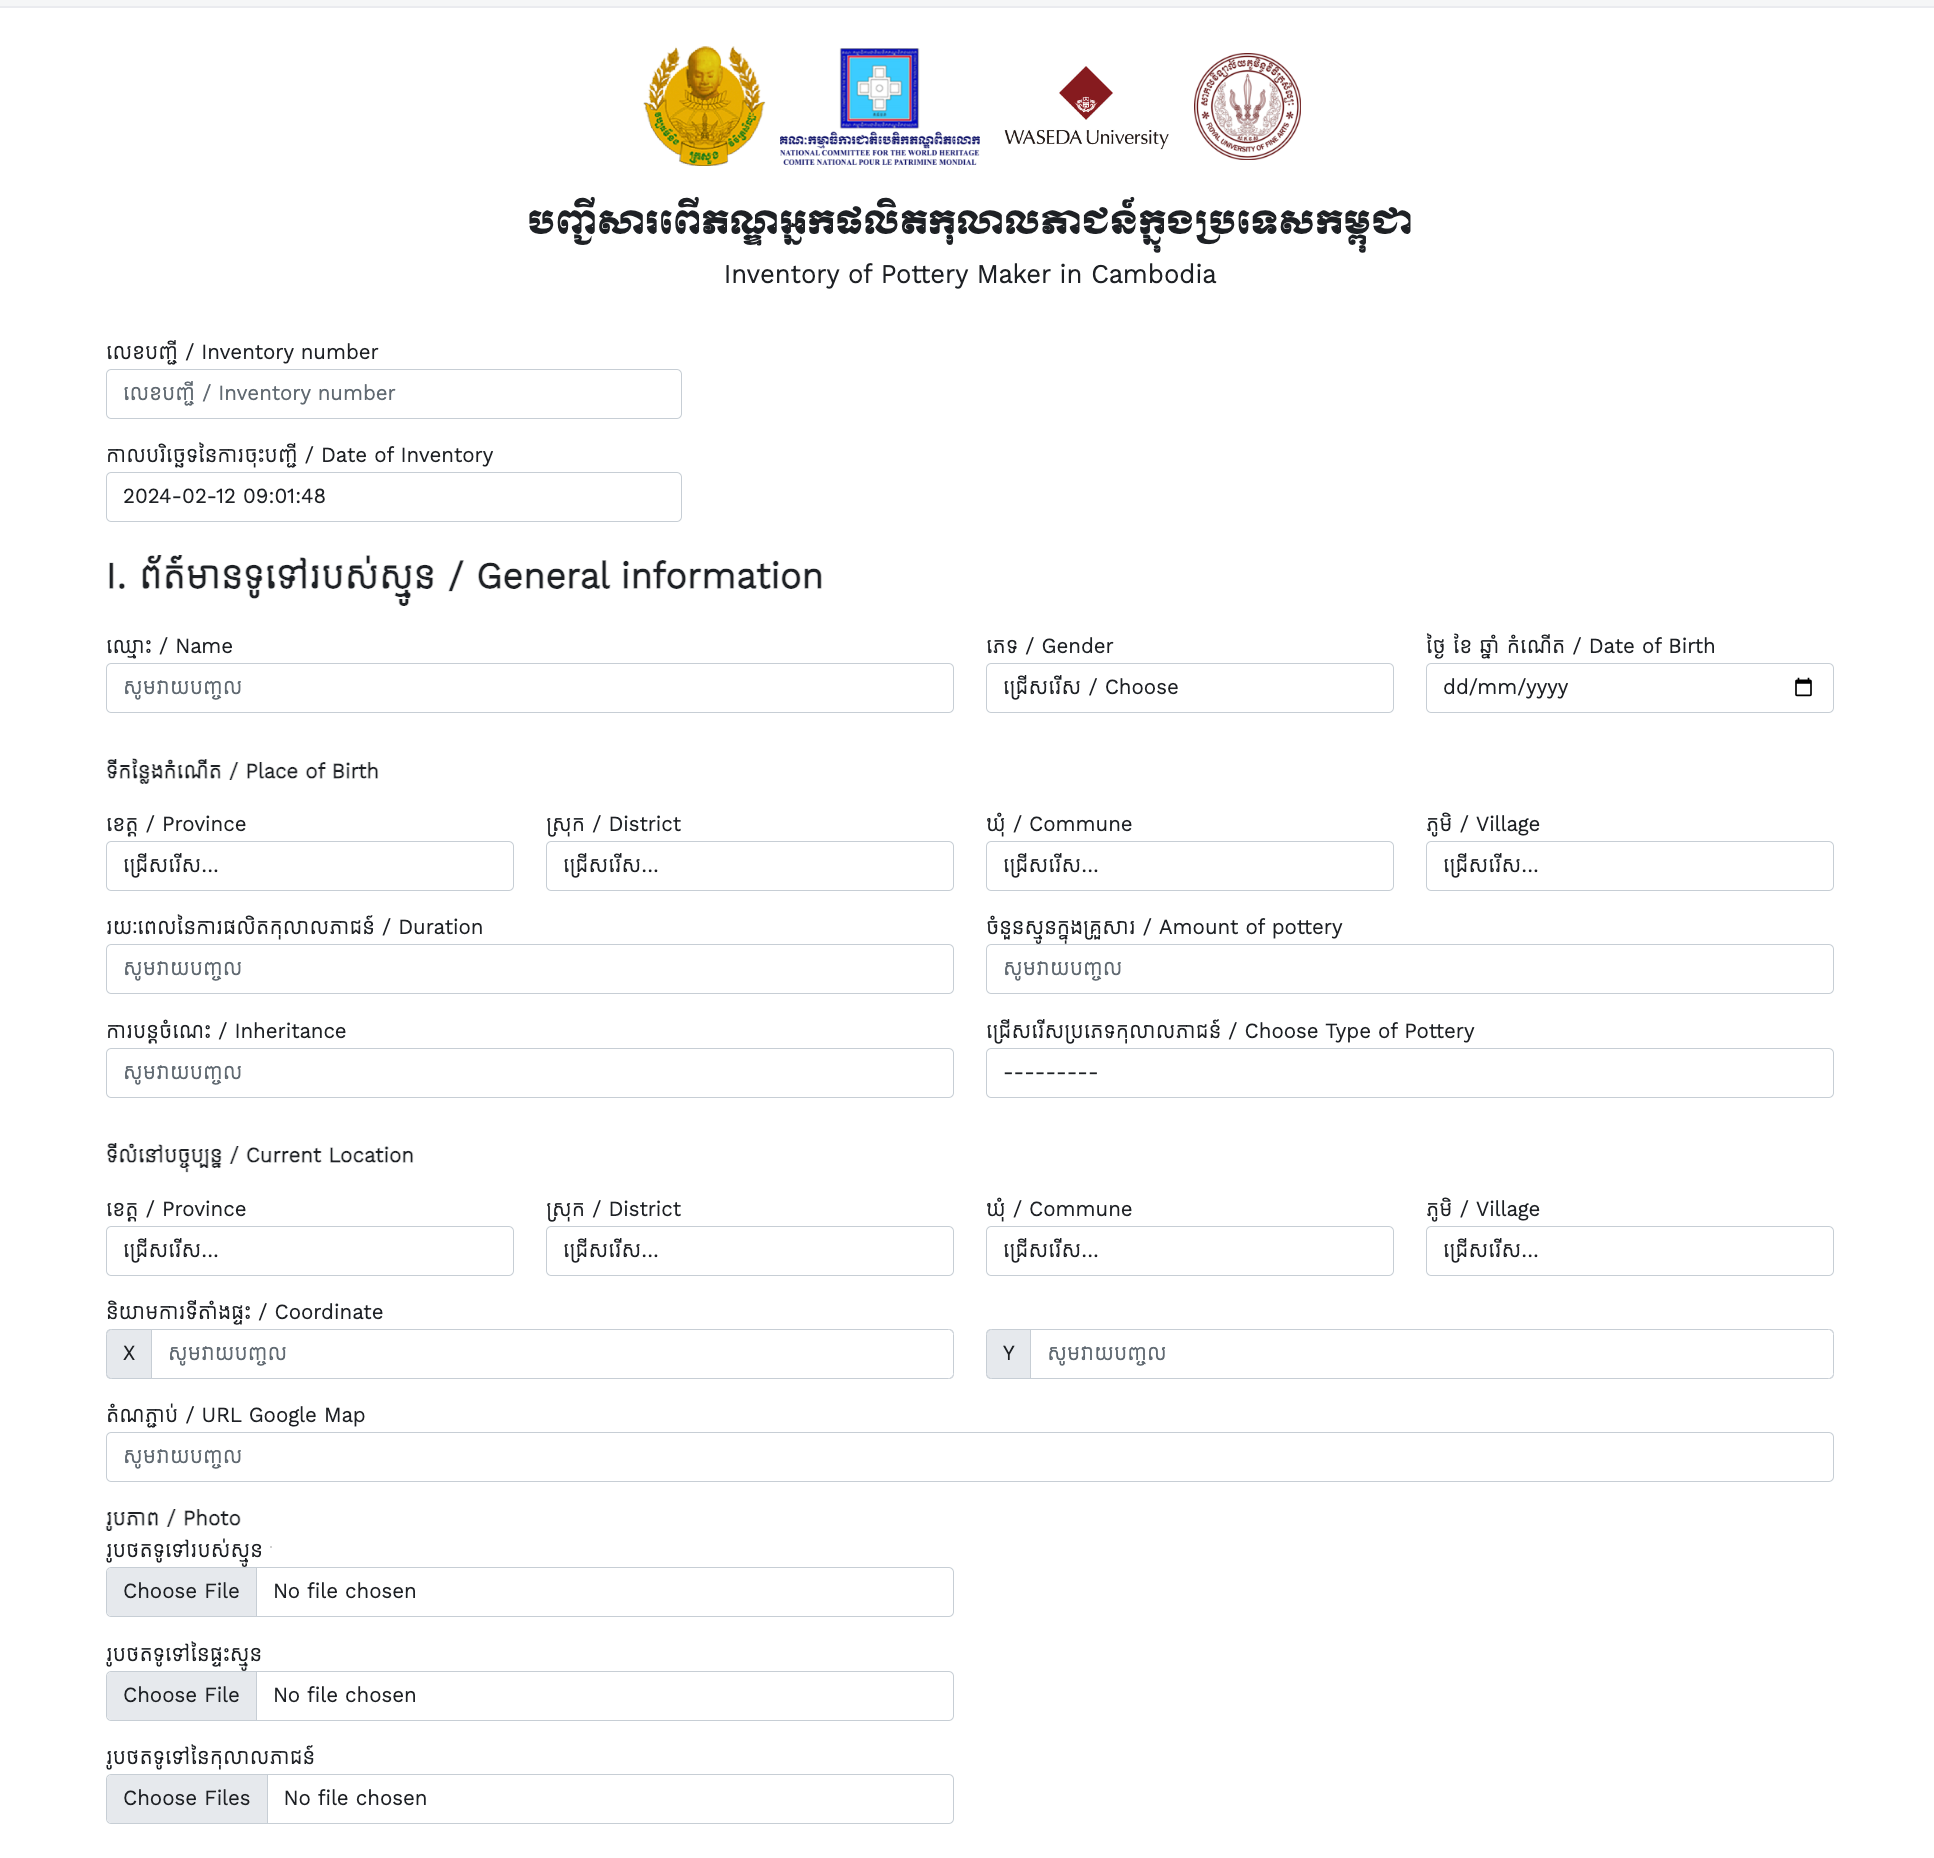 គណៈកម្មាធិការជាតិបេតិកភណ្ឌពិភពលោក
NATIONAL COMMITTEE FOR THE WORLD HERITAGE
COMITE NATIONAL POUR LE PATRIMOINE MONDIAL
WASEDA University
ROYAL UNIVERSITY OF FINE ARTS
បញ្ជីសារពើភណ្ឌអ្នកផលិតកុលាលភាជន៍ក្នុងប្រទេសកម្ពុជា
Inventory of Pottery Maker in Cambodia
លេខបញ្ជី / Inventory number
លេខបញ្ជី / Inventory number
កាលបរិច្ឆេទនៃការចុះបញ្ជី / Date of Inventory
2024-02-12 09:01:48
I. ព័ត៍មានទូទៅរបស់ស្មូន / General information
ឈ្មោះ / Name ភេទ / Gender ថ្ងៃ ខែ ឆ្នាំ កំណើត / Date of Birth
សូមវាយបញ្ចូល ជ្រើសរើស / Choose dd/mm/yyyy
ទីកន្លែងកំណើត / Place of Birth
ខេត្ត / Province ស្រុក / District ឃុំ / Commune ភូមិ / Village
ជ្រើសរើស... ជ្រើសរើស... ជ្រើសរើស... ជ្រើសរើស...
រយៈពេលនៃការផលិតកុលាលភាជន៍ / Duration ចំនួនស្មូនក្នុងគ្រួសារ / Amount of pottery
សូមវាយបញ្ចូល សូមវាយបញ្ចូល
ការបន្តចំណេះ / Inheritance ជ្រើសរើសប្រភេទកុលាលភាជន៍ / Choose Type of Pottery
សូមវាយបញ្ចូល ---------
ទីលំនៅបច្ចុប្បន្ន / Current Location
ខេត្ត / Province ស្រុក / District ឃុំ / Commune ភូមិ / Village
ជ្រើសរើស... ជ្រើសរើស... ជ្រើសរើស... ជ្រើសរើស...
និយាមការទីតាំងផ្ទះ / Coordinate
X សូមវាយបញ្ចូល Y សូមវាយបញ្ចូល
តំណភ្ជាប់ / URL Google Map
សូមវាយបញ្ចូល
រូបភាព / Photo
រូបថតទូទៅរបស់ស្មូន
Choose File No file chosen
រូបថតទូទៅនៃផ្ទះស្មូន
Choose File No file chosen
រូបថតទូទៅនៃកុលាលភាជន៍
Choose Files No file chosen